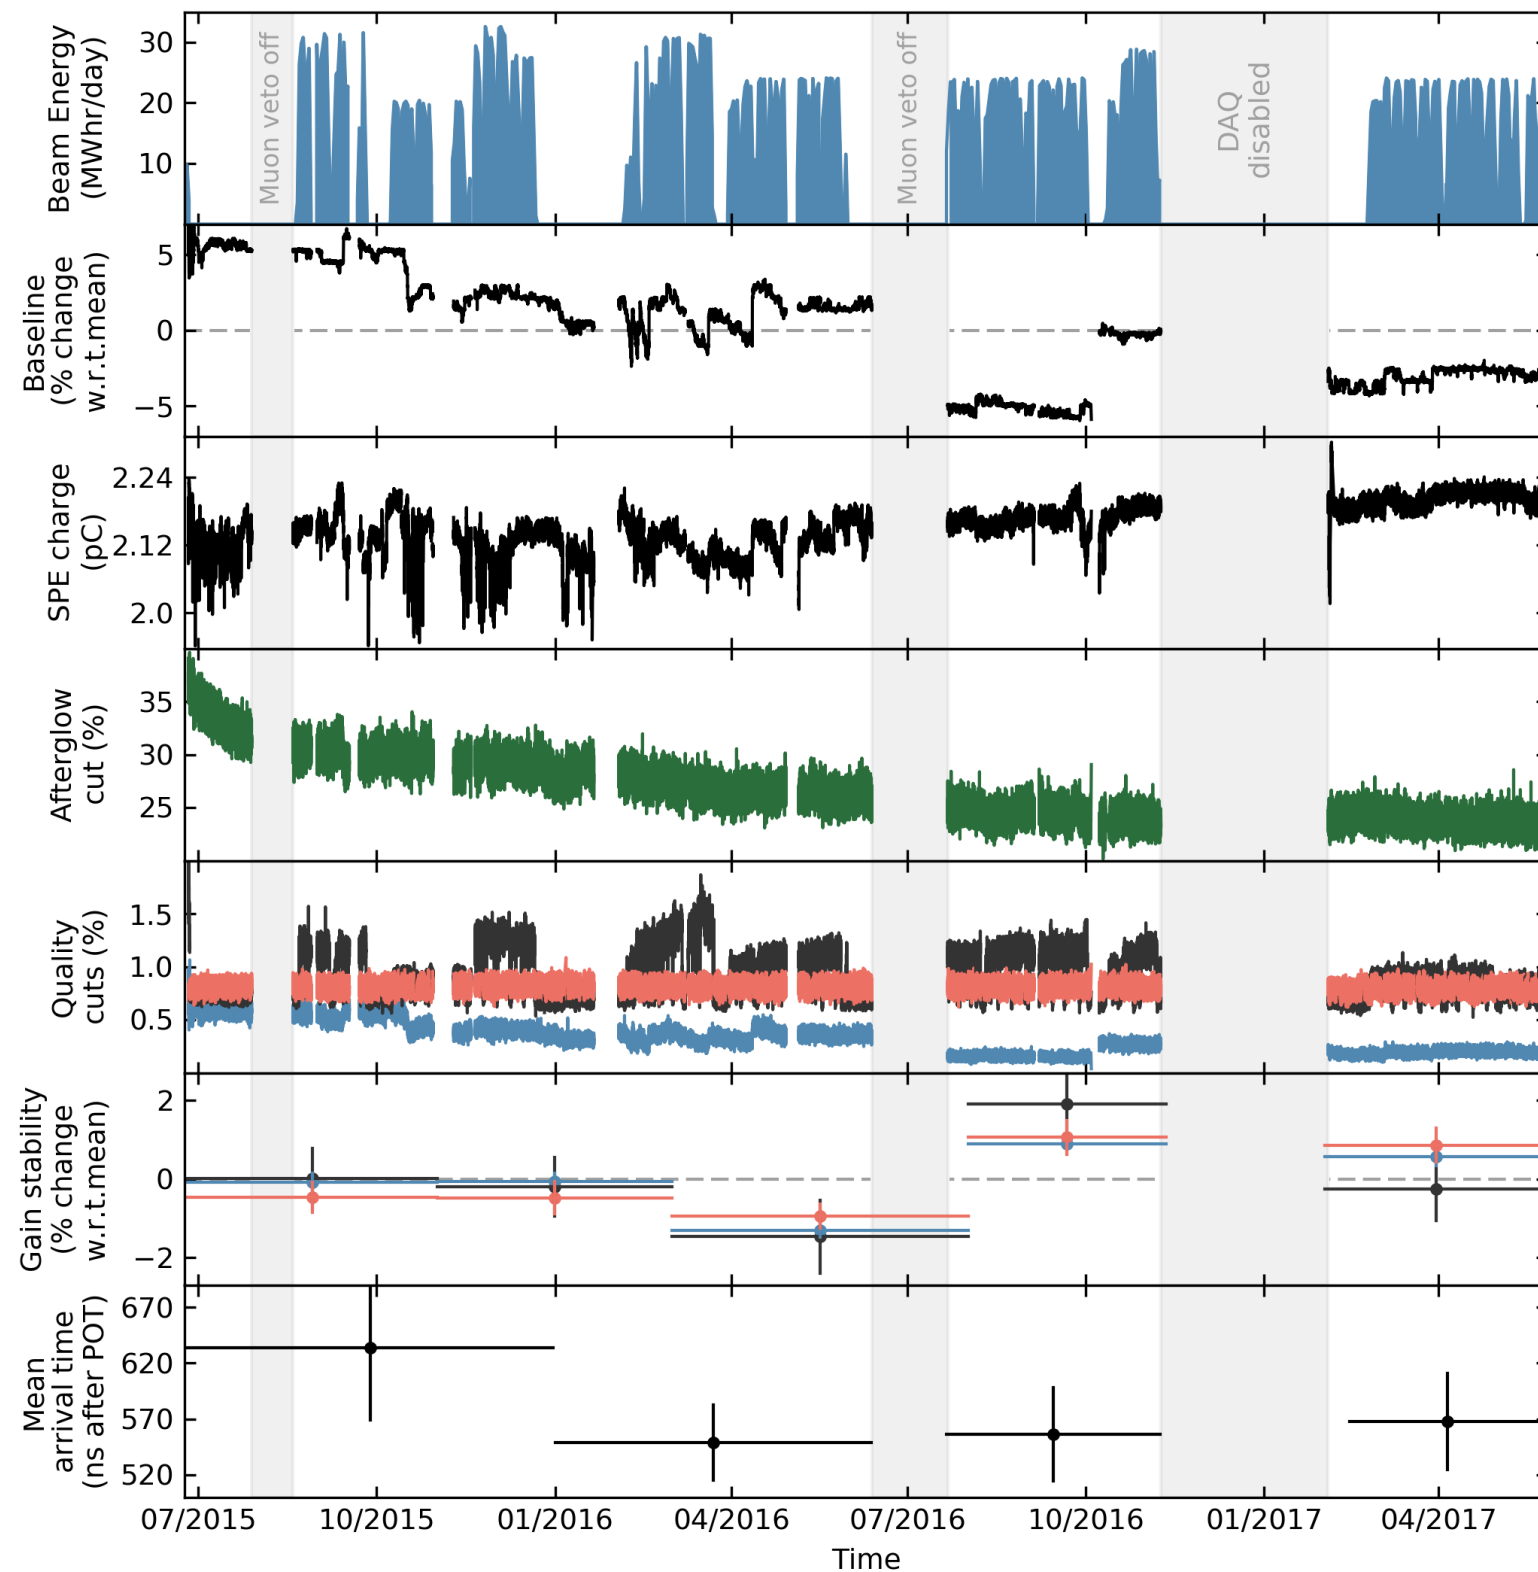 Beam Energy
(MWhr/day)
30
20
10
Muon veto off
Muon veto off
DAQ
disabled
Baseline
(% change
w.r.t.mean)
5
0
−5
SPE charge
(pC)
2.24
2.12
2.0
Afterglow
cut (%)
35
30
25
Quality
cuts (%)
1.5
1.0
0.5
Gain stability
(% change
w.r.t.mean)
2
0
−2
Mean
arrival time
(ns after POT)
670
620
570
520
07/2015 10/2015 01/2016 04/2016 07/2016 10/2016 01/2017 04/2017
Time